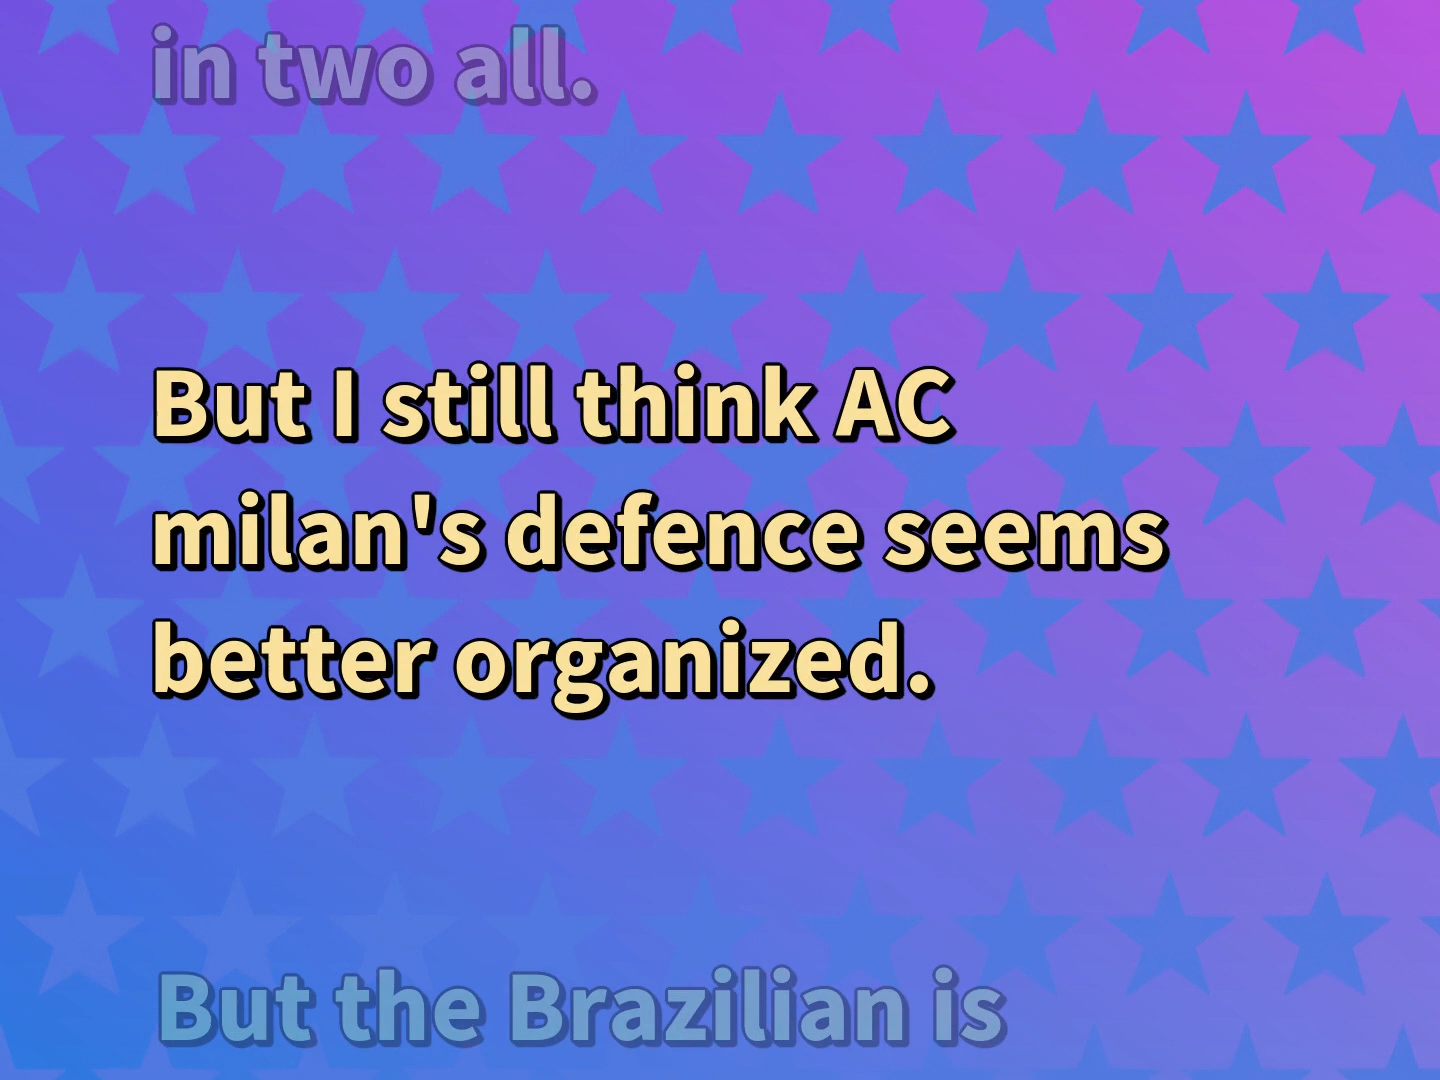 in two all.
But I still think AC
milan's defence seems
better organized.
But the Brazilian is